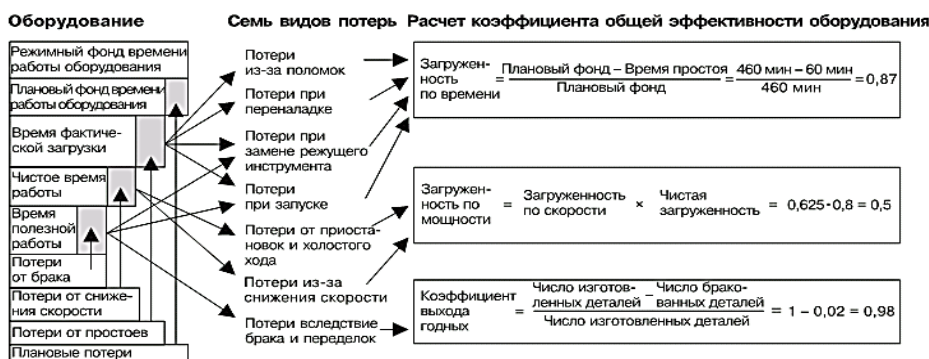 Оборудование
Семь видов потерь
Расчет коэффициента общей эффективности оборудования
Режимный фонд времени
работы оборудования
Плановый фонд времени
работы оборудования
Время фактиче-
ской загрузки
Чистое время
работы
Время
полезной
работы
Потери
от брака
Потери от сниже-
ния скорости
Потери от простоев
Плановые потери
Потери
из-за поломок
Потери при
переналадке
Потери при
замене режущего
инструмента
Потери
при запуске
Потери от приоста-
новок и холостого
хода
Потери из-за
снижения скорости
Потери вследствие
брака и переделок
Загружен-
ность
по времени
= Плановый фонд – Время простоя
Плановый фонд
= 460 мин – 60 мин
460 мин
= 0,87
Загружен-
ность по
мощности
= Загруженность
по скорости
× Чистая
загруженность
= 0,625·0,8 = 0,5
Коэффициент
выхода
годных
= Число изготов-
ленных деталей
– Число брако-
ванных деталей
Число изготовленных деталей
= 1 – 0,02 = 0,98